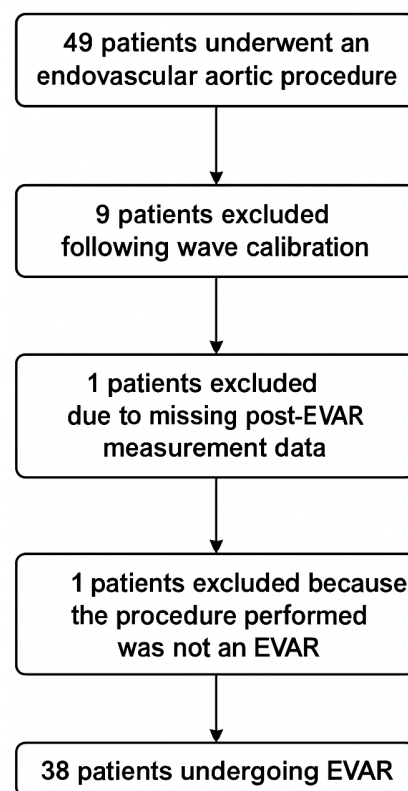 49 patients underwent an
endovascular aortic procedure
9 patients excluded
following wave calibration
1 patients excluded
due to missing post-EVAR
measurement data
1 patients excluded because
the procedure performed
was not an EVAR
38 patients undergoing EVAR